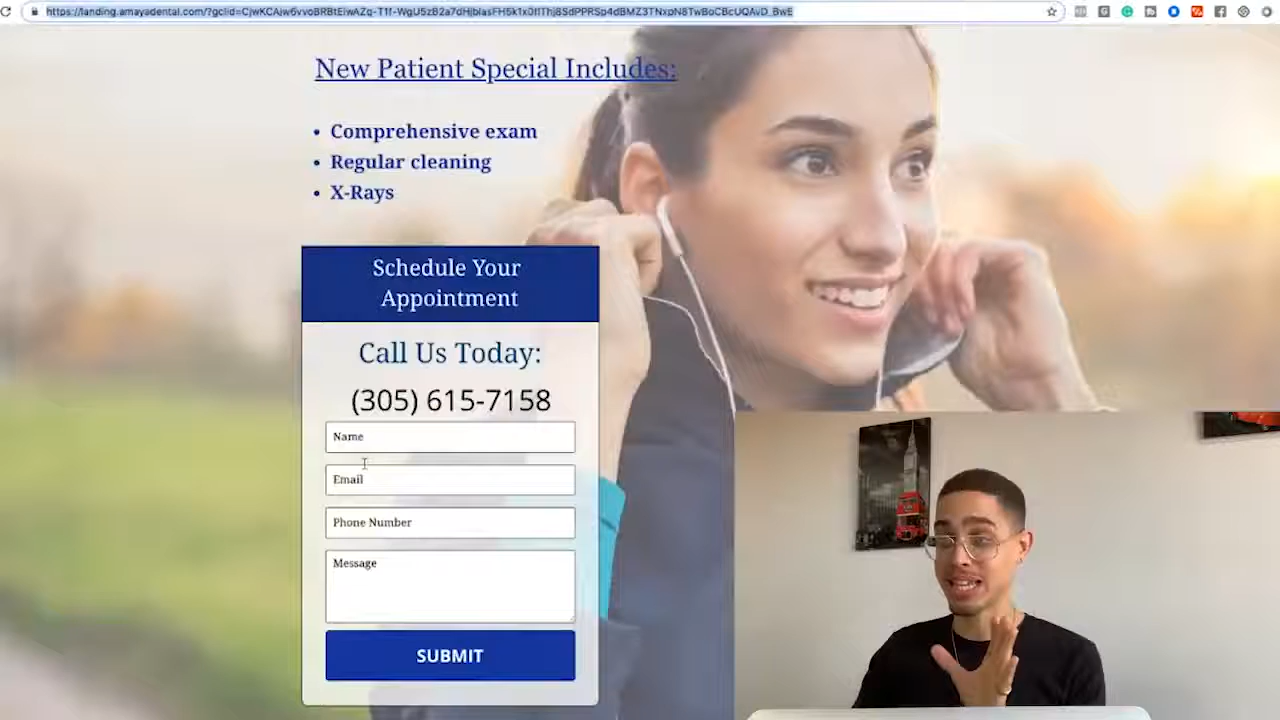 New Patient Special Includes:
• Comprehensive exam
• Regular cleaning
• X-Rays
Schedule Your
Appointment
Call Us Today:
(305) 615-7158
Name
Email
Phone Number
Message
SUBMIT